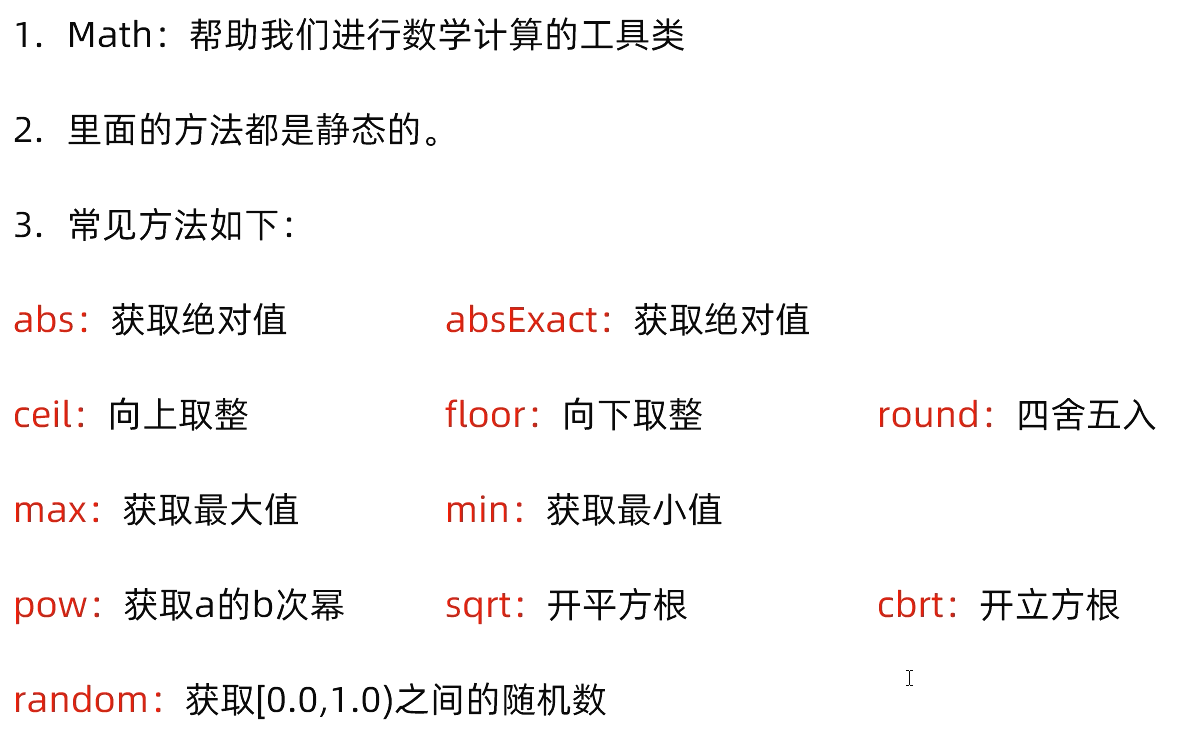 1. Math：帮助我们进行数学计算的工具类
2. 里面的方法都是静态的。
3. 常见方法如下：
abs：获取绝对值 absExact：获取绝对值
ceil：向上取整 floor：向下取整 round：四舍五入
max：获取最大值 min：获取最小值
pow：获取a的b次幂 sqrt：开平方根 cbrt：开立方根
random：获取[0.0,1.0)之间的随机数